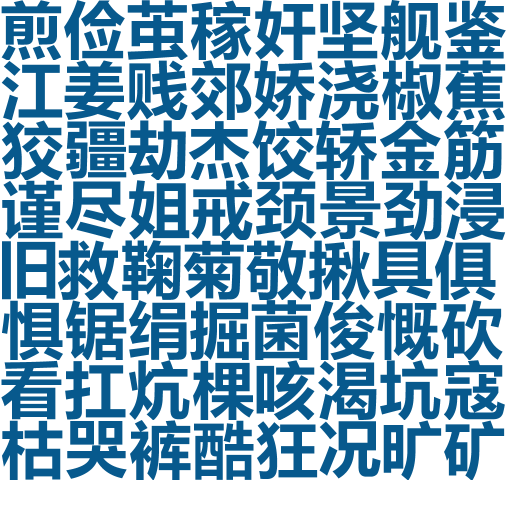 煎俭茧稼奸坚舰鉴
江姜贱郊娇浇椒蕉
狡疆劫杰饺轿金筋
谨尽姐戒颈景劲浸
旧救鞠菊敬揪具俱
惧锯绢掘菌俊慨砍
看扛炕棵咳渴坑寇
枯哭裤酷狂况旷矿